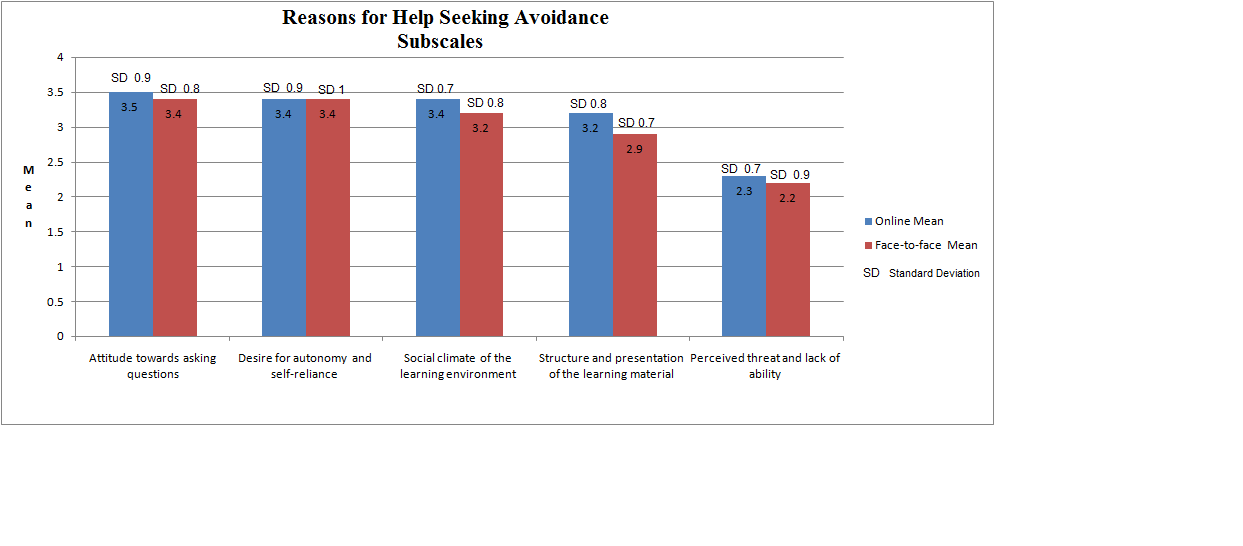 Reasons for Help Seeking Avoidance
Subscales
4
3.5
3
2.5
2
1.5
1
0.5
0
Mean
SD 0.9
SD 0.8
SD 0.9
SD 1
SD 0.7
SD 0.8
SD 0.8
SD 0.7
SD 0.7
SD 0.9
3.5
3.4
3.4
3.4
3.4
3.2
3.2
2.9
2.3
2.2
Attitude towards asking
questions
Desire for autonomy and
self-reliance
Social climate of the
learning environment
Structure and presentation
of the learning material
Perceived threat and lack of
ability
Online Mean
Face-to-face Mean
SD Standard Deviation